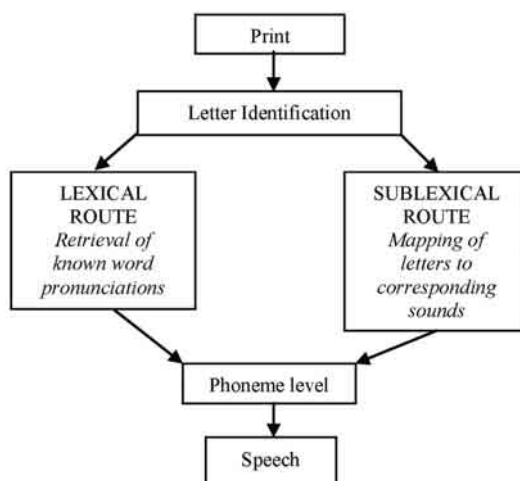 Print
Letter Identification
LEXICAL
ROUTE
Retrieval of
known word
pronunciations
SUBLEXICAL
ROUTE
Mapping of
letters to
corresponding
sounds
Phoneme level
Speech